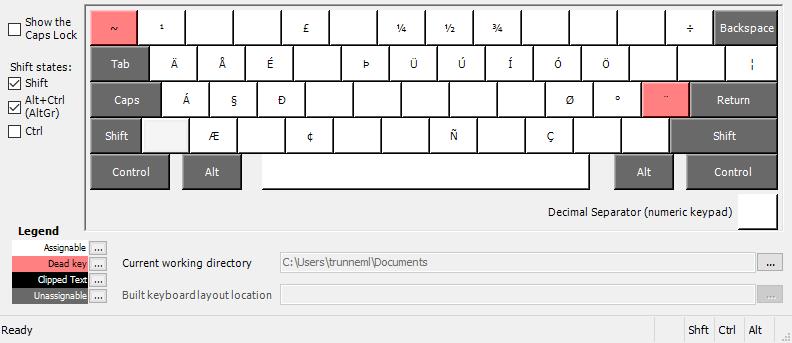 Show the
Caps Lock
Shift states:
Shift
Alt+Ctrl
(AltGr)
Ctrl
~ ¹ £ ¼ ½ ¾ ÷ Backspace
Tab Ä Å É Þ Ü Ú Í Ó Ö ¦
Caps Á § Ð Ø ° ¨ Return
Shift Æ ¢ Ñ Ç Shift
Control Alt Alt Control
Decimal Separator (numeric keypad)
Legend
Assignable ...
Dead key ...
Clipped Text ...
Unassignable ...
Current working directory C:\Users\trunneml\Documents ...
Built keyboard layout location ...
Ready Shft Ctrl Alt